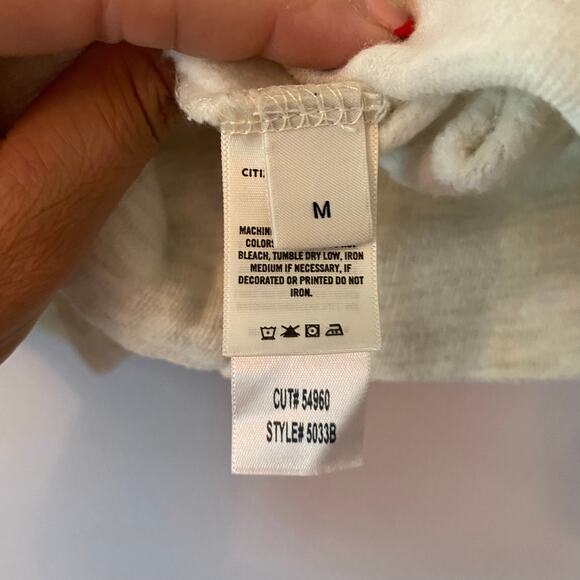 CITI
M
MACHIN
COLORS
BLEACH, TUMBLE DRY LOW, IRON
MEDIUM IF NECESSARY, IF
DECORATED OR PRINTED DO NOT
IRON.
CUT# 54960
STYLE# 5033B